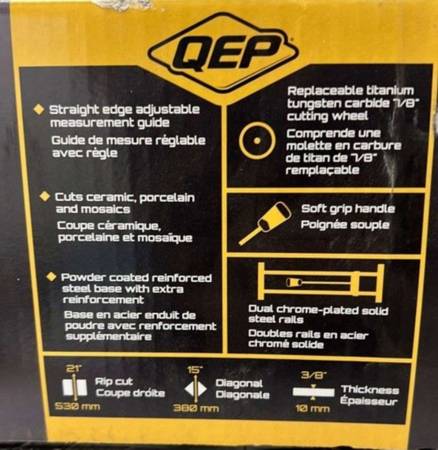 QEP
Straight edge adjustable
measurement guide
Guide de mesure réglable
avec règle
Cuts ceramic, porcelain
and mosaics
Coupe céramique,
porcelaine et mosaïque
Powder coated reinforced
steel base with extra
reinforcement
Base en acier enduit de
poudre avec renforcement
supplémentaire
Replaceable titanium
tungsten carbide 7/8"
cutting wheel
Comprende une
molette en carbure
de titan de 7/8"
remplaçable
Soft grip handle
Poignée souple
Dual chrome-plated solid
steel rails
Doubles rails en acier
chromé solide
21"
Rip cut
Coupe dróite
530 mm
15"
Diagonal
Diagonale
380 mm
3/8"
Thickness
Épaisseur
10 mm